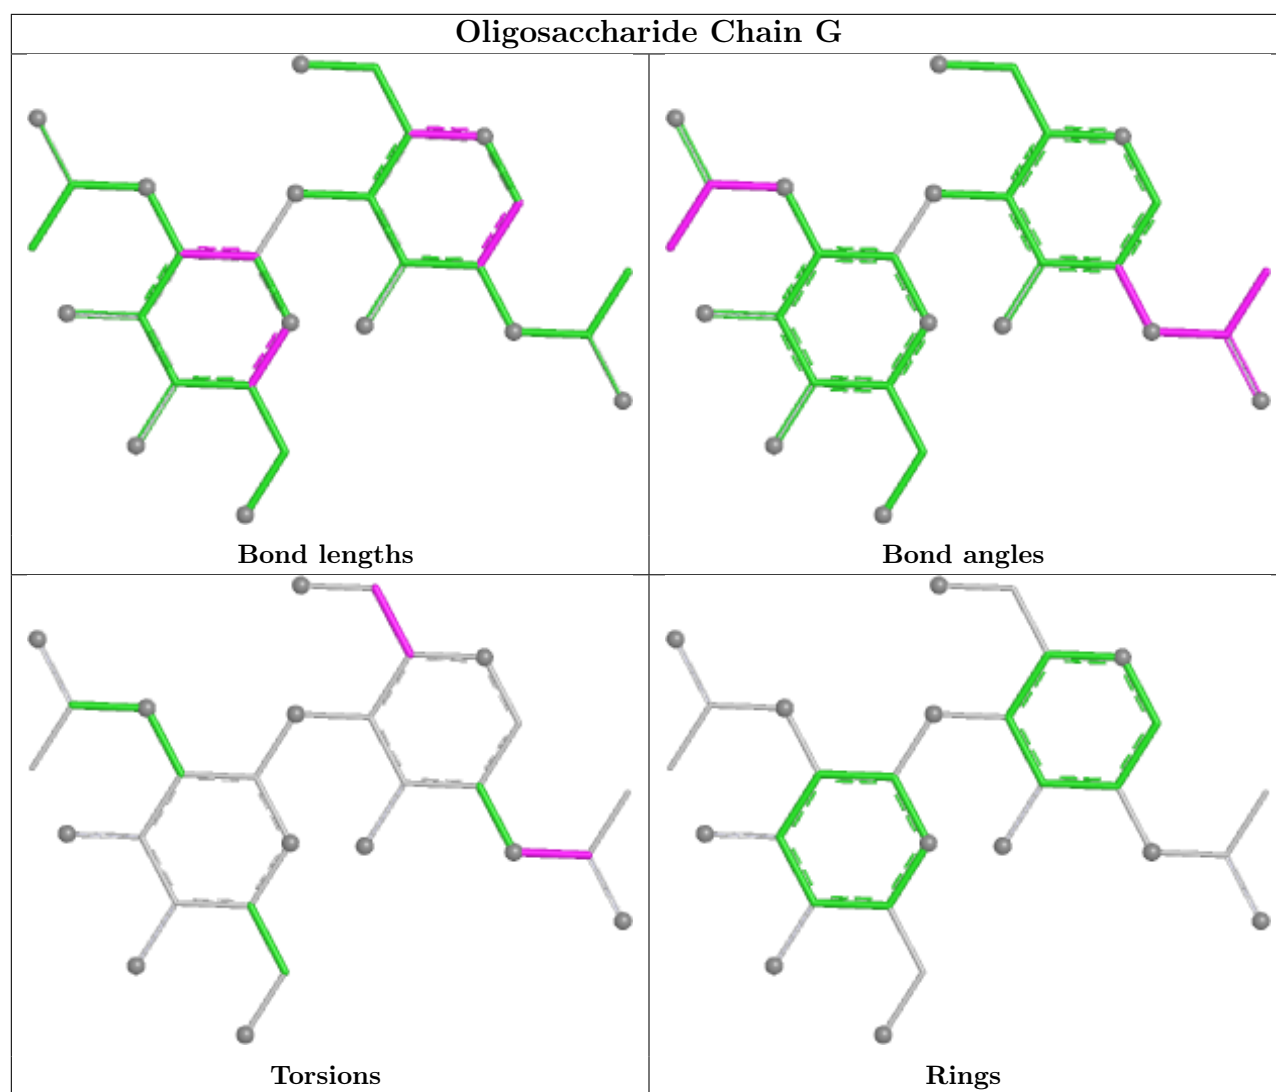 Oligosaccharide Chain G
Bond lengths
Bond angles
Torsions
Rings